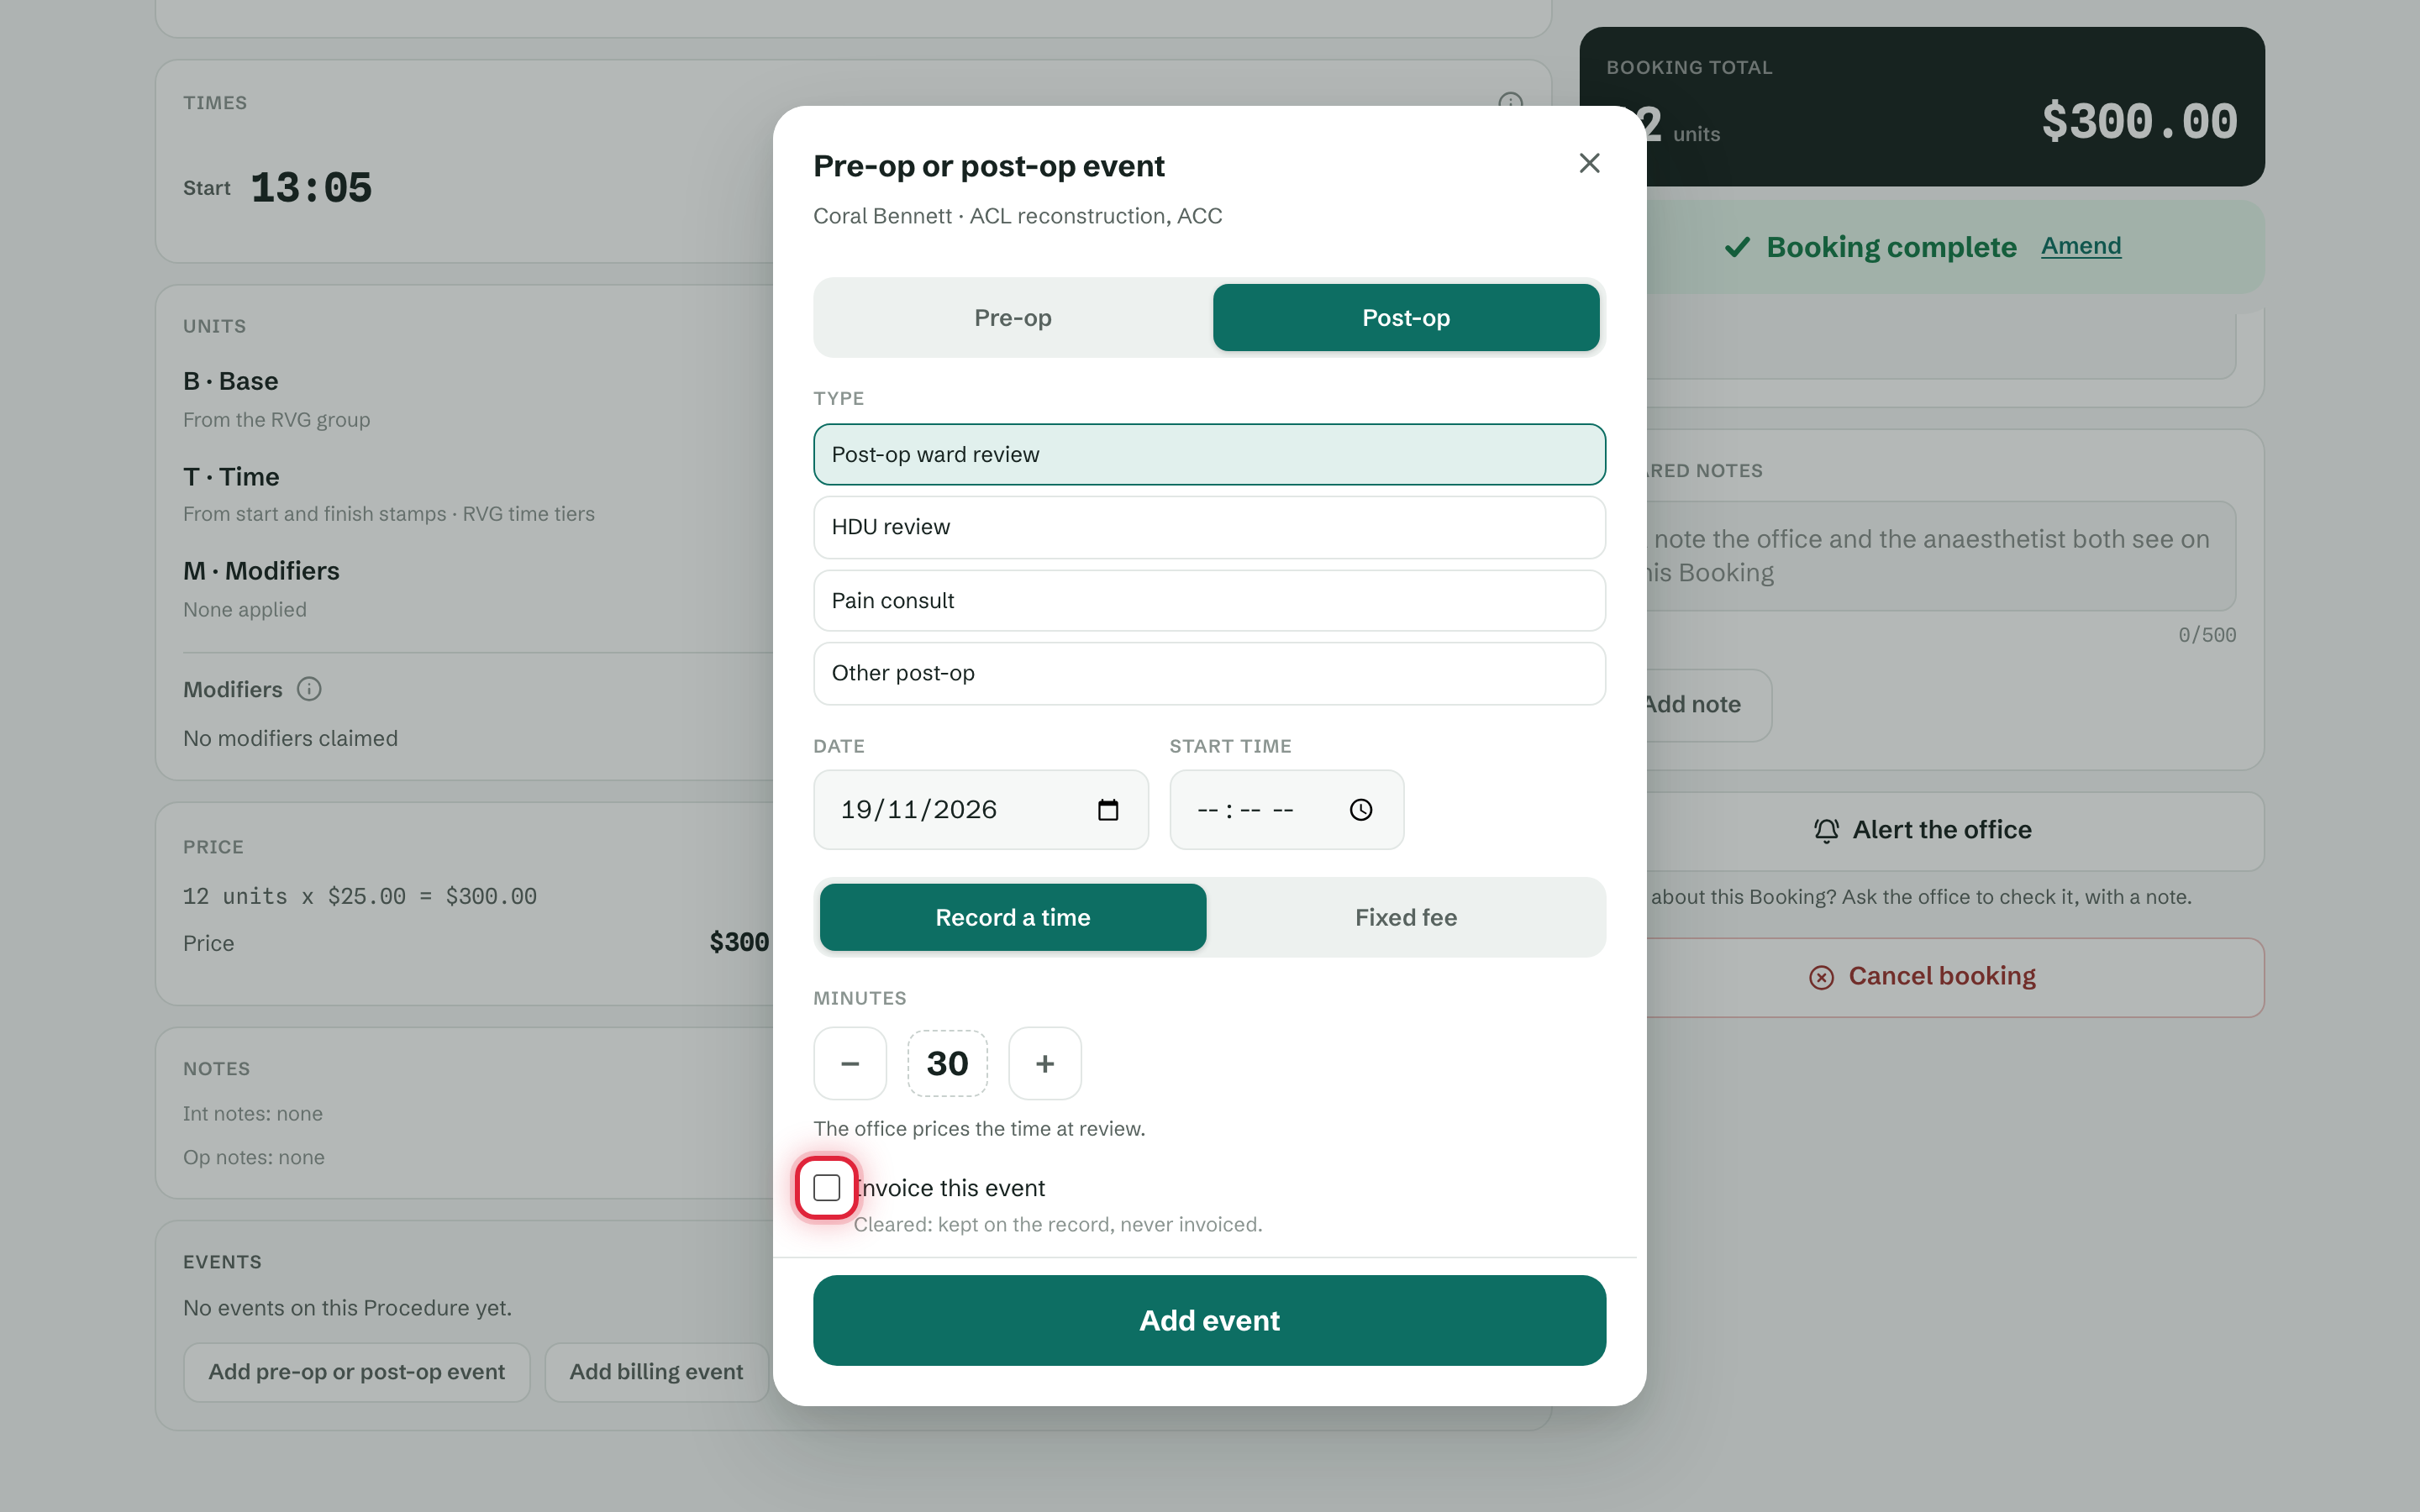 TIMES
Start 13:05
UNITS
B · Base
From the RVG group
T · Time
From start and finish stamps · RVG time tiers
M · Modifiers
None applied
Modifiers
No modifiers claimed
PRICE
12 units x $25.00 = $300.00
Price $300
NOTES
Int notes: none
Op notes: none
EVENTS
No events on this Procedure yet.
Add pre-op or post-op event
Add billing event
Pre-op or post-op event
Coral Bennett · ACL reconstruction, ACC
Pre-op
Post-op
TYPE
Post-op ward review
HDU review
Pain consult
Other post-op
DATE
START TIME
19/11/2026
--:-- --
Record a time
Fixed fee
MINUTES
− 30 +
The office prices the time at review.
Invoice this event
Cleared: kept on the record, never invoiced.
Add event
BOOKING TOTAL
2 units
$300.00
Booking complete
Amend
NOTES
note the office and the anaesthetist both see on
Booking
0/500
Add note
Alert the office
about this Booking? Ask the office to check it, with a note.
Cancel booking